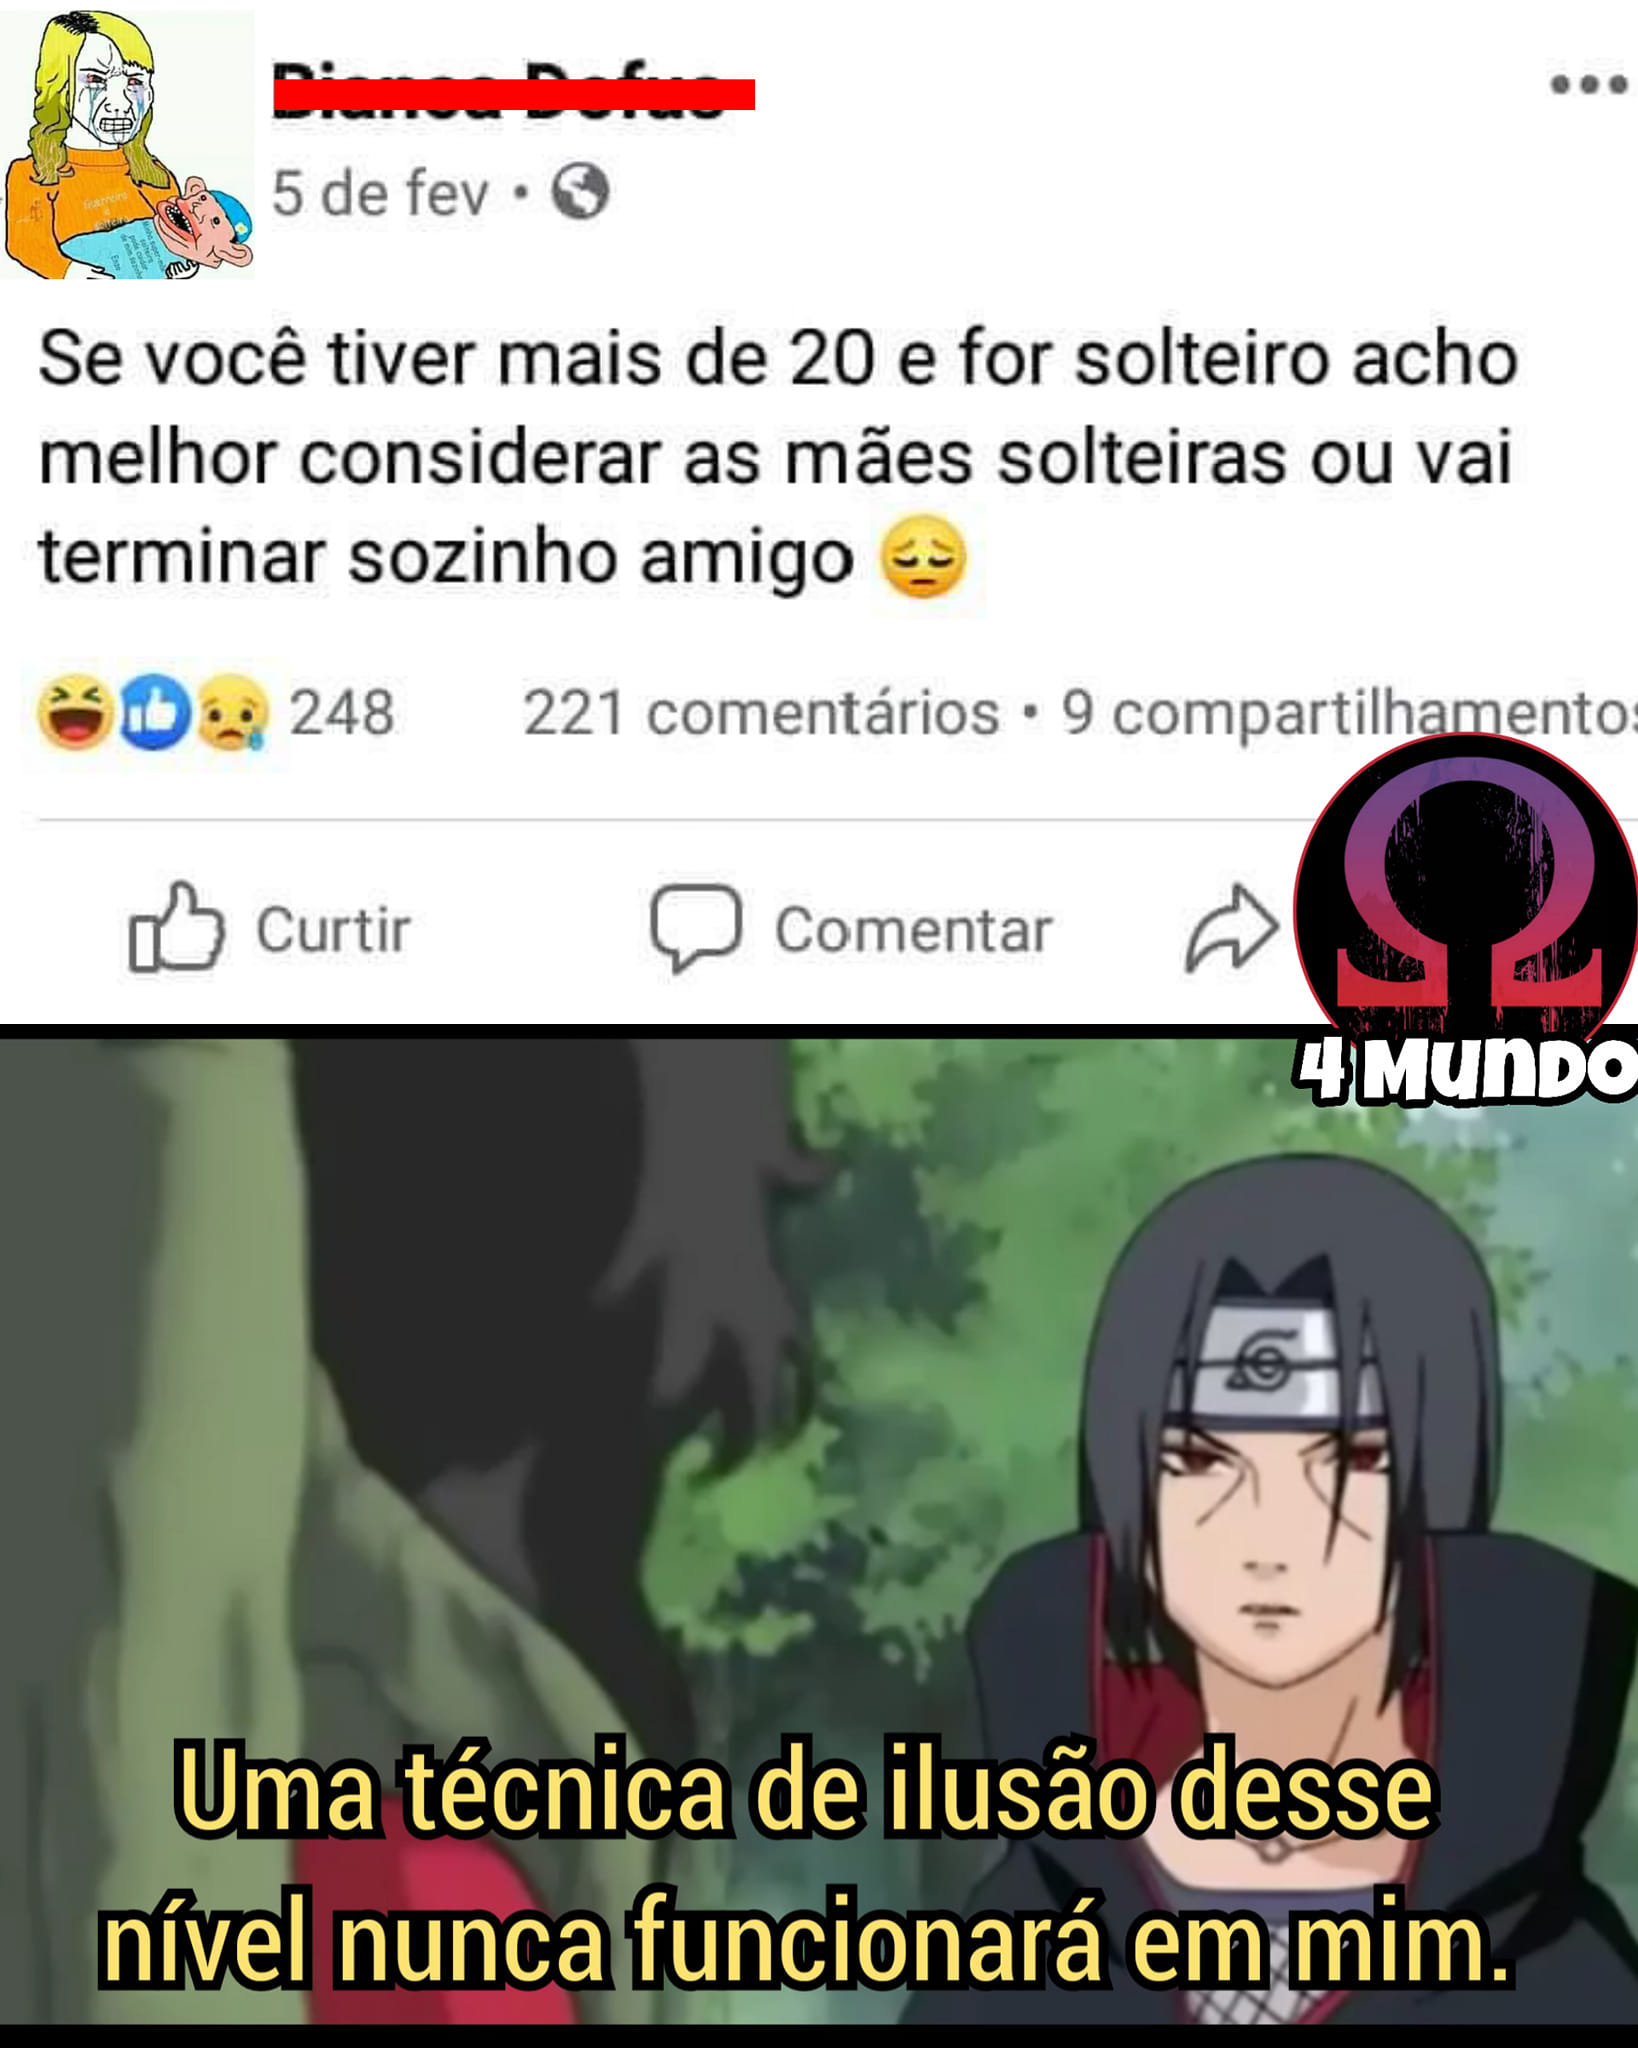 5 de fev •
Se você tiver mais de 20 e for solteiro acho
melhor considerar as mães solteiras ou vai
terminar sozinho amigo 😔
248 221 comentários • 9 compartilhamentos
Curtir Comentar
4 MUNDO
Uma técnica de ilusão desse
nível nunca funcionará em mim.